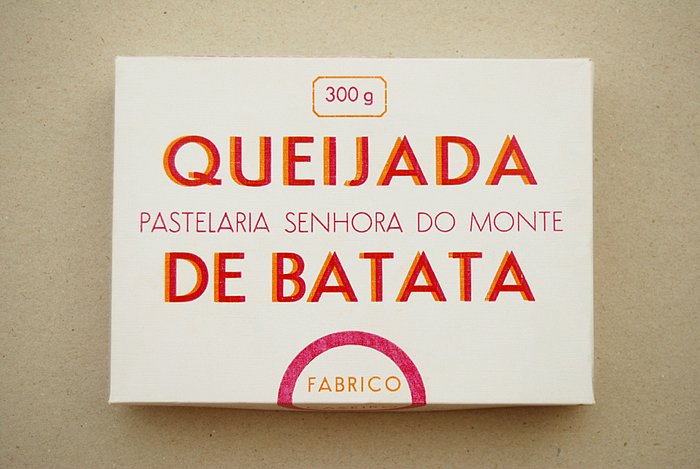 300 g
QUEIJADA
PASTELARIA SENHORA DO MONTE
DE BATATA
FABRICO